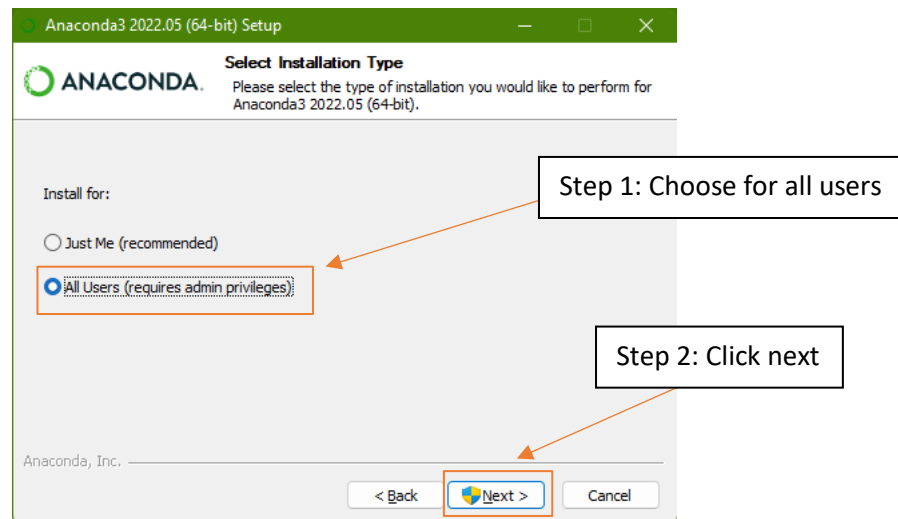 Anaconda3 2022.05 (64-bit) Setup
ANACONDA.
Select Installation Type
Please select the type of installation you would like to perform for
Anaconda3 2022.05 (64-bit).
Step 1: Choose for all users
Install for:
Just Me (recommended)
All Users (requires admin privileges)
Step 2: Click next
Anaconda, Inc.
< Back
Next >
Cancel